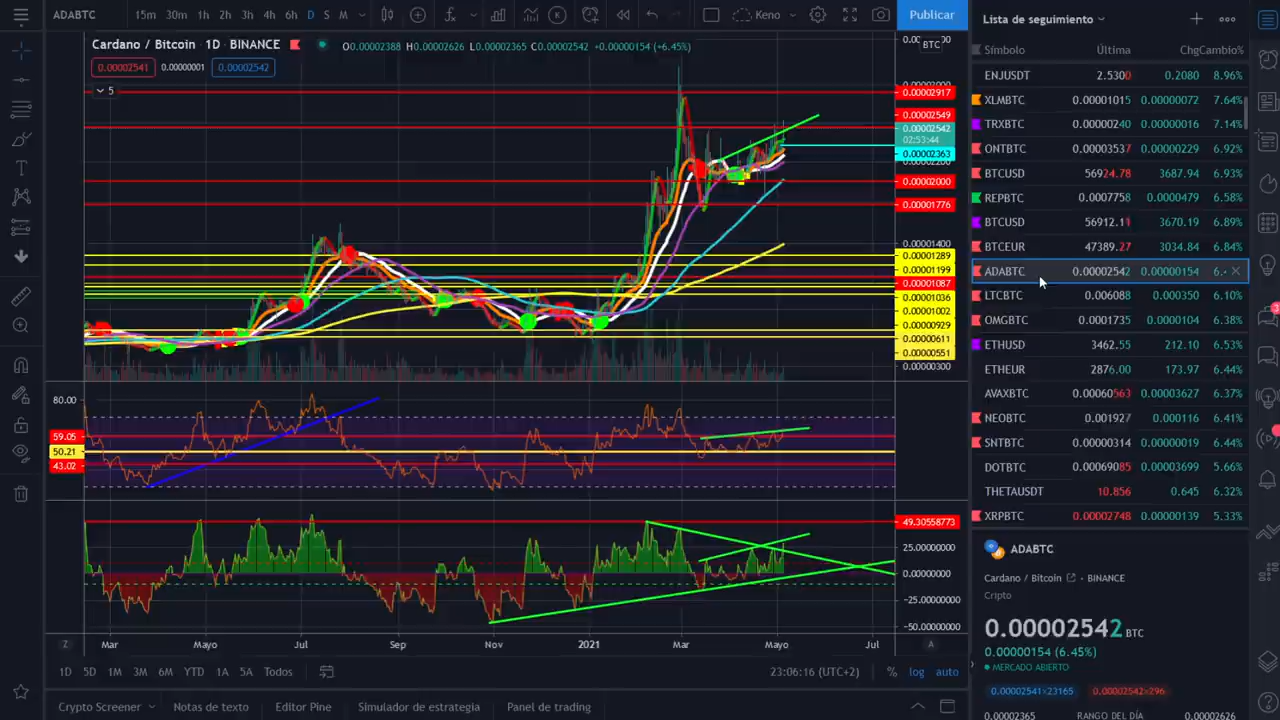 ADABTC 15m 30m 1h 2h 3h 4h 6h D S M Keno Publicar
Cardano / Bitcoin · 1D · BINANCE O0.00002388 H0.00002626 L0.00002365 C0.00002542 +0.00000154 (+6.45%)
BTC
0.00002541 0.00000001 0.00002542
5
0.00002917
0.00002549
0.00002542
02:53:44
0.00002363
0.00002000
0.00001776
0.00001400
0.00001289
0.00001199
0.00001087
0.00001036
0.00001002
0.00000929
0.00000611
0.00000551
0.00000300
80.00
59.05
50.21
43.02
49.30558773
25.00000000
0.00000000
−25.00000000
−50.00000000
Z Mar Mayo Jul Sep Nov 2021 Mar Mayo Jul A
1D 5D 1M 3M 6M YTD 1A 5A Todos 23:06:16 (UTC+2) % log auto
Crypto Screener Notas de texto Editor Pine Simulador de estrategia Panel de trading
Lista de seguimiento
Símbolo Última ChgCambio%
ENJUSDT 2.5300 0.2080 8.96%
XLMBTC 0.00001015 0.00000072 7.64%
TRXBTC 0.00000240 0.00000016 7.14%
ONTBTC 0.00003537 0.00000229 6.92%
BTCUSD 56924.78 3687.94 6.93%
REPBTC 0.0007758 0.0000479 6.58%
BTCUSD 56912.11 3670.19 6.89%
BTCEUR 47389.27 3034.84 6.84%
ADABTC 0.00002542 0.00000154 6.
LTCBTC 0.006088 0.000350 6.10%
OMGBTC 0.0001735 0.0000104 6.38%
ETHUSD 3462.55 212.10 6.53%
ETHEUR 2876.00 173.97 6.44%
AVAXBTC 0.00060563 0.00003627 6.37%
NEOBTC 0.001927 0.000116 6.41%
SNTBTC 0.00000314 0.00000019 6.44%
DOTBTC 0.00069085 0.00003699 5.66%
THETAUSDT 10.856 0.645 6.32%
XRPBTC 0.00002748 0.00000139 5.33%
ADABTC
Cardano / Bitcoin · BINANCE
Cripto
0.00002542 BTC
0.00000154 (6.45%)
MERCADO ABIERTO
0.00002541×23165 0.00002542×296
0.00002365 RANGO DEL DÍA 0.00002626